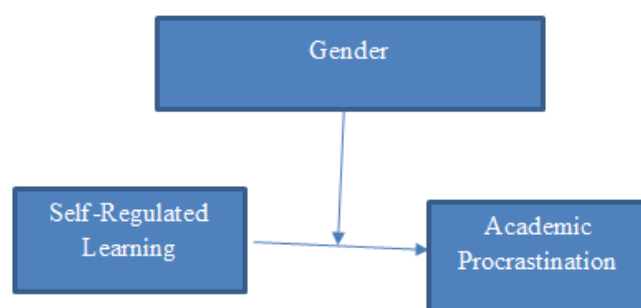 Gender
Self-Regulated
Learning
Academic
Procrastination